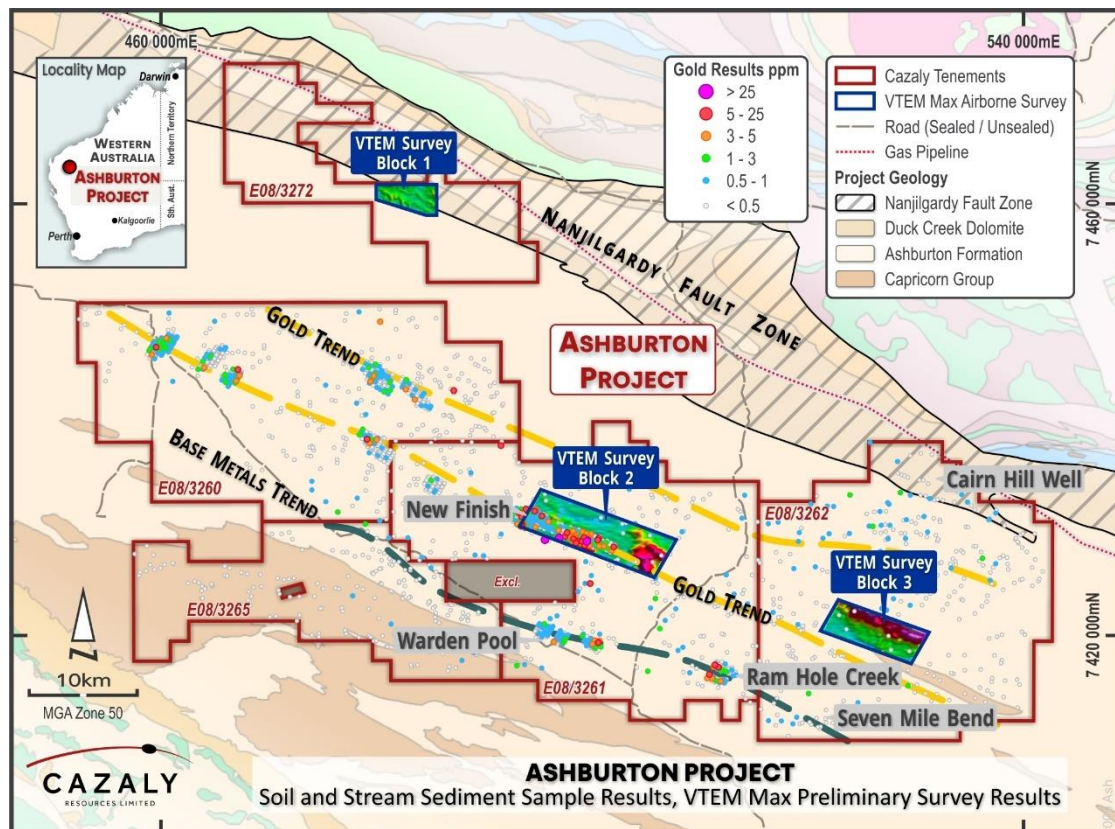 460 000mE
540 000mE
Locality Map
Darwin
WESTERN
AUSTRALIA
Northern Territory
ASHBURTON
PROJECT
Sth. Aust.
Kalgoorlie
Perth
Gold Results ppm
> 25
5 - 25
3 - 5
1 - 3
0.5 - 1
< 0.5
Cazaly Tenements
VTEM Max Airborne Survey
Road (Sealed / Unsealed)
Gas Pipeline
Project Geology
Nanjilgardy Fault Zone
Duck Creek Dolomite
Ashburton Formation
Capricorn Group
VTEM Survey
Block 1
E08/3272
7 460 000mN
NANJILGARDY FAULT ZONE
GOLD TREND
ASHBURTON
PROJECT
BASE METALS TREND
VTEM Survey
Block 2
E08/3260
New Finish
E08/3262
Cairn Hill Well
VTEM Survey
Block 3
Excl.
GOLD TREND
E08/3265
Warden Pool
7 420 000mN
Ram Hole Creek
E08/3261
Seven Mile Bend
N
10km
MGA Zone 50
CAZALY
RESOURCES LIMITED
ASHBURTON PROJECT
Soil and Stream Sediment Sample Results, VTEM Max Preliminary Survey Results